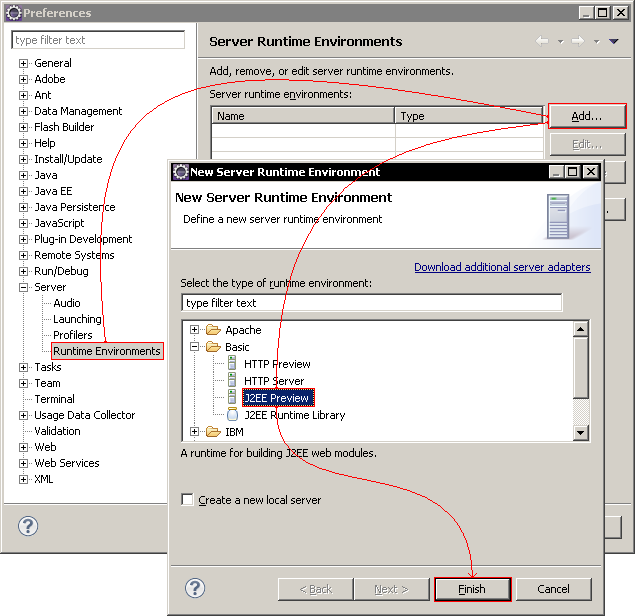 Preferences
type filter text
General
Adobe
Ant
Data Management
Flash Builder
Help
Install/Update
Java
Java EE
Java Persistence
JavaScript
Plug-in Development
Remote Systems
Run/Debug
Server
Audio
Launching
Profilers
Runtime Environments
Tasks
Team
Terminal
Usage Data Collector
Validation
Web
Web Services
XML
Server Runtime Environments
Add, remove, or edit server runtime environments.
Server runtime environments:
Name Type
Add...
Edit...
New Server Runtime Environment
New Server Runtime Environment
Define a new server runtime environment
Download additional server adapters
Select the type of runtime environment:
type filter text
Apache
Basic
HTTP Preview
HTTP Server
J2EE Preview
J2EE Runtime Library
IBM
A runtime for building J2EE web modules.
Create a new local server
< Back Next > Finish Cancel